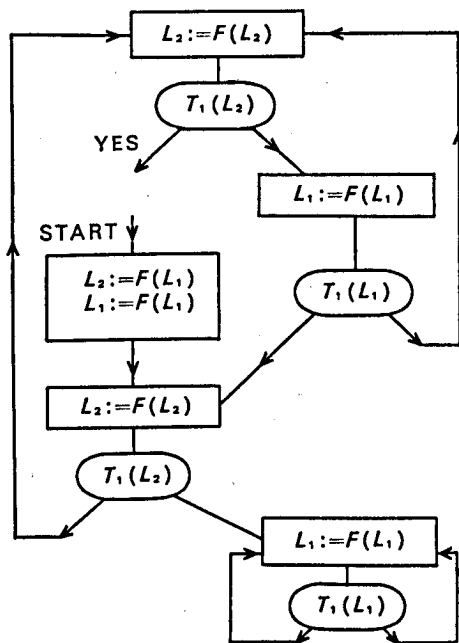 L₂:=F(L₂)
T₁(L₂)
YES
L₁:=F(L₁)
START
L₂:=F(L₁)
L₁:=F(L₁)
T₁(L₁)
L₂:=F(L₂)
T₁(L₂)
L₁:=F(L₁)
T₁(L₁)